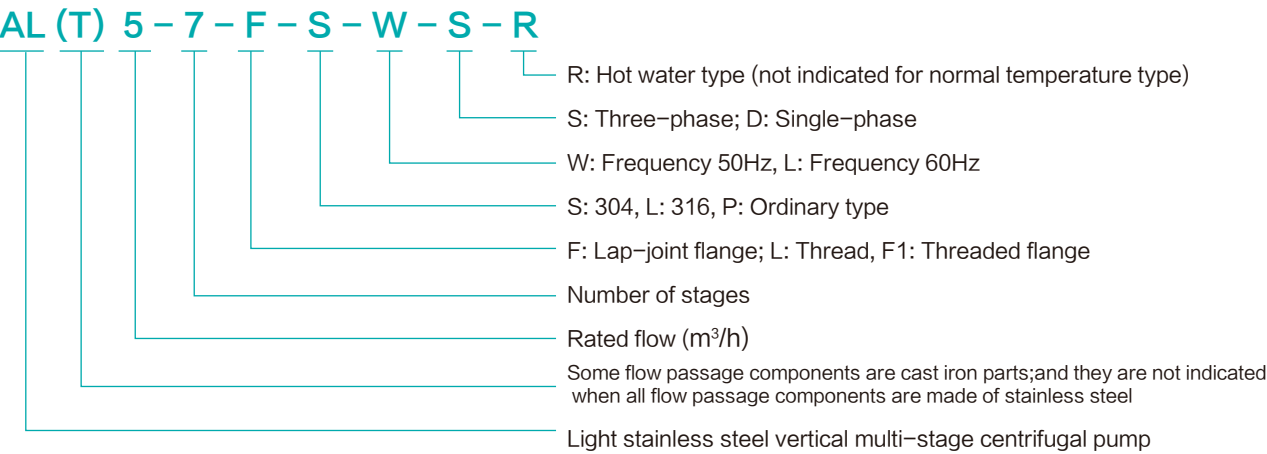 AL (T) 5 - 7 - F - S - W - S - R
R: Hot water type (not indicated for normal temperature type)
S: Three-phase; D: Single-phase
W: Frequency 50Hz, L: Frequency 60Hz
S: 304, L: 316, P: Ordinary type
F: Lap-joint flange; L: Thread, F1: Threaded flange
Number of stages
Rated flow (m³/h)
Some flow passage components are cast iron parts;and they are not indicated
when all flow passage components are made of stainless steel
Light stainless steel vertical multi-stage centrifugal pump